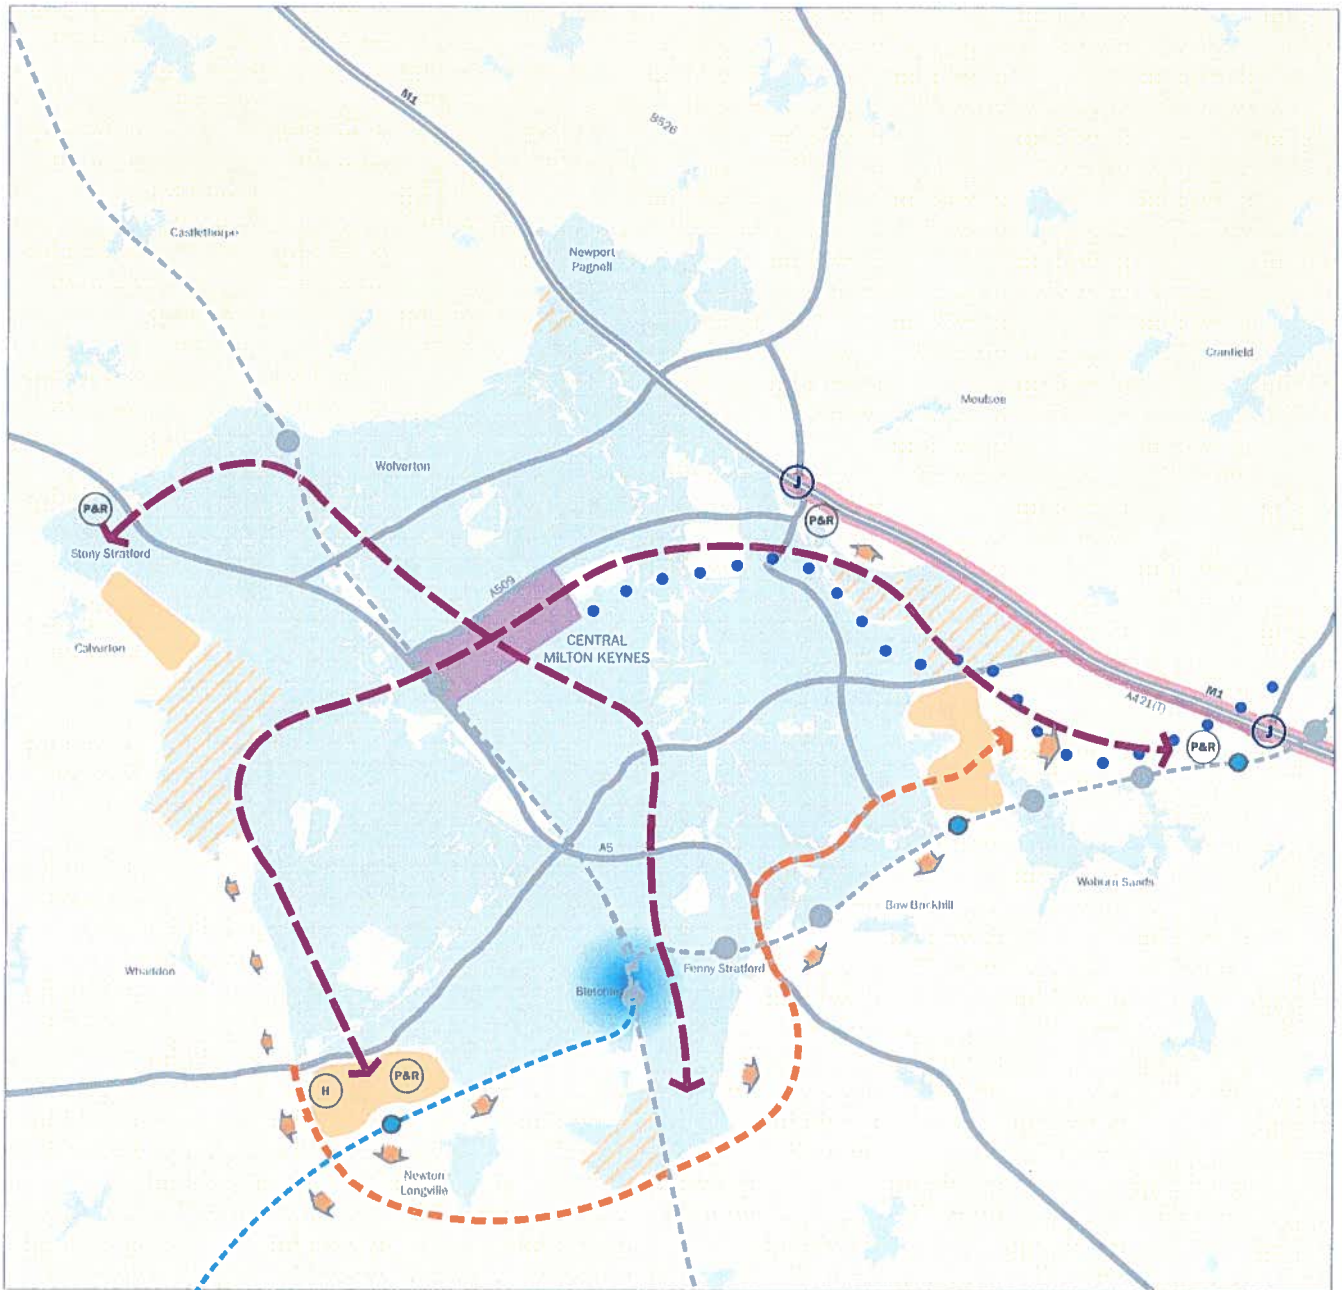 M1
B526
Castlethorpe
Newport
Pagnell
Cranfield
Moulsoe
Wolverton
J
P&R
P&R
Stony Stratford
A509
CENTRAL
MILTON KEYNES
Calverton
M1
A421(T)
J
P&R
A5
Woburn Sands
Bow Brickhill
Whaddon
Fenny Stratford
Bletchley
P&R
H
Newton
Longville